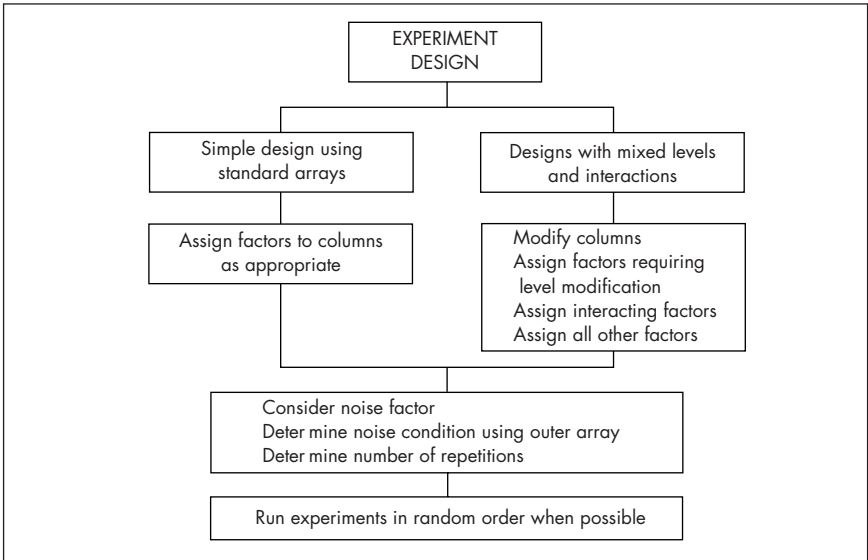 EXPERIMENT
DESIGN
Simple design using
standard arrays
Designs with mixed levels
and interactions
Assign factors to columns
as appropriate
Modify columns
Assign factors requiring
level modification
Assign interacting factors
Assign all other factors
Consider noise factor
Deter mine noise condition using outer array
Deter mine number of repetitions
Run experiments in random order when possible